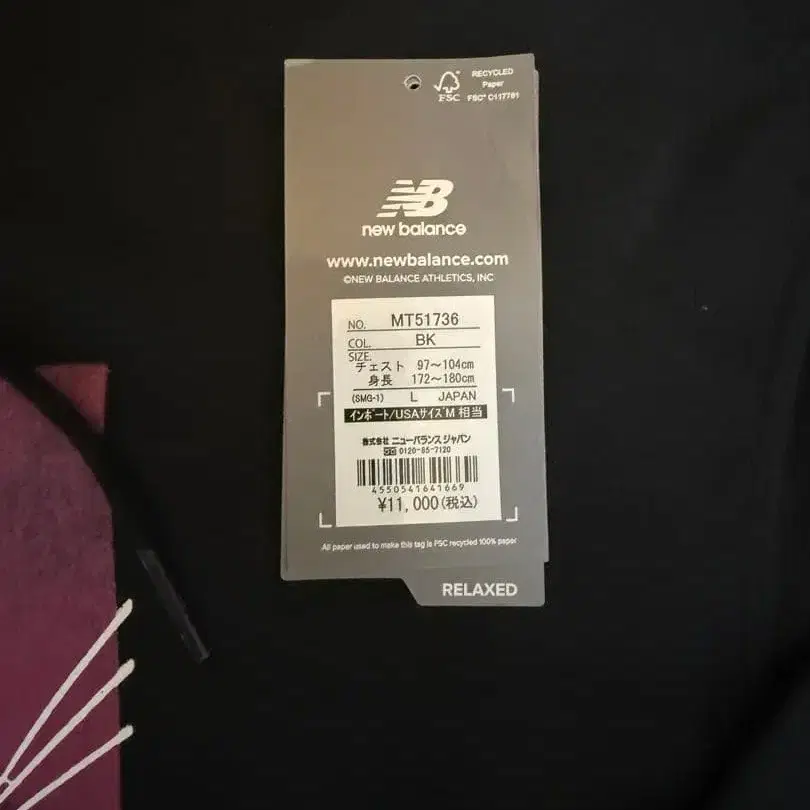 RECYCLED
Paper
FSC® C117781
FSC
NB
new balance
www.newbalance.com
©NEW BALANCE ATHLETICS, INC
NO. MT51736
COL. BK
SIZE.
チェスト 97〜104cm
身長 172〜180cm
(SMG-1) L JAPAN
インポート/USAサイズM相当
株式会社 ニューバランス ジャパン
0120-85-7120
4550541641669
¥11,000(税込)
All paper used to make this tag is FSC recycled 100% paper
RELAXED